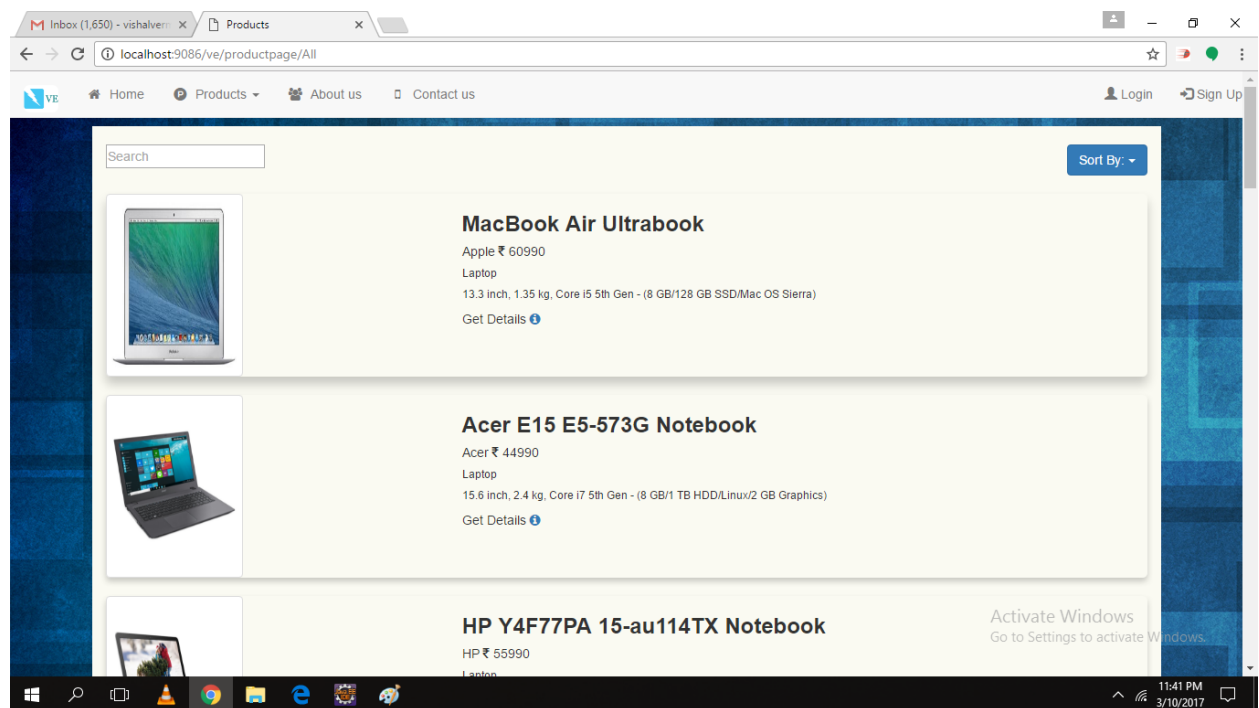 Inbox (1,650) - vishalverm
Products
localhost:9086/ve/productpage/All
VE Home Products About us Contact us Login Sign Up
Search
Sort By:
MacBook Air Ultrabook
Apple ₹ 60990
Laptop
13.3 inch, 1.35 kg, Core i5 5th Gen - (8 GB/128 GB SSD/Mac OS Sierra)
Get Details
Acer E15 E5-573G Notebook
Acer ₹ 44990
Laptop
15.6 inch, 2.4 kg, Core i7 5th Gen - (8 GB/1 TB HDD/Linux/2 GB Graphics)
Get Details
HP Y4F77PA 15-au114TX Notebook
HP ₹ 55990
Laptop
Activate Windows
Go to Settings to activate Windows.
11:41 PM
3/10/2017